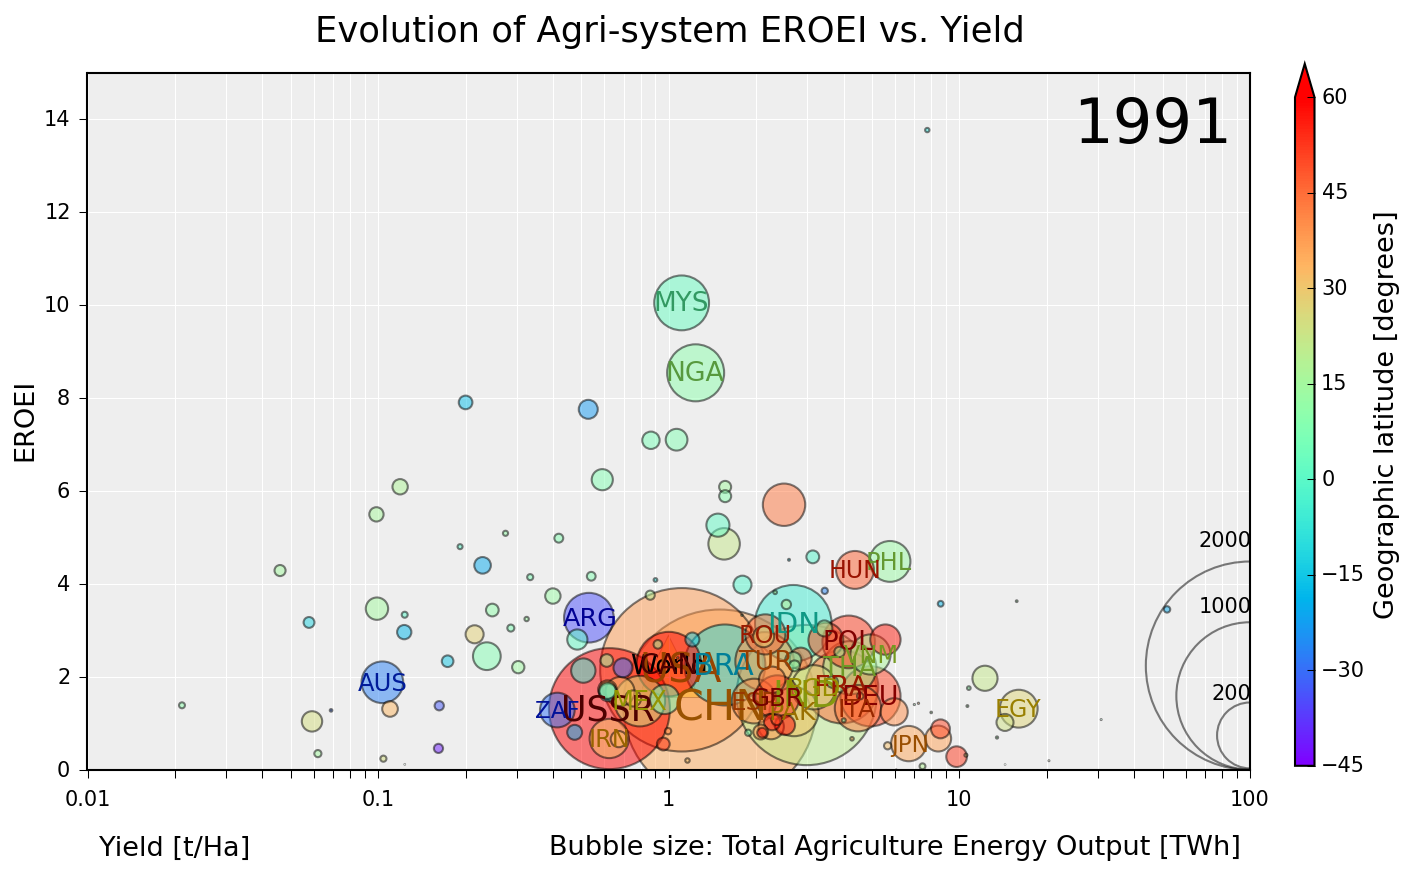 Evolution of Agri-system EROEI vs. Yield
1991
14
12
10
8
6
4
2
0
EROEI
MYS
NGA
HUN
PHL
ARG
IDN
ROU
POL
AUS
BRA
TUR
USA
CAN
FRA
DEU
ZAF
USSR
MEX
CHN
GBR
ITA
IRN
JPN
EGY
2000
1000
200
0.01
0.1
1
10
100
Yield [t/Ha]
Bubble size: Total Agriculture Energy Output [TWh]
60
45
30
15
0
−15
−30
−45
Geographic latitude [degrees]